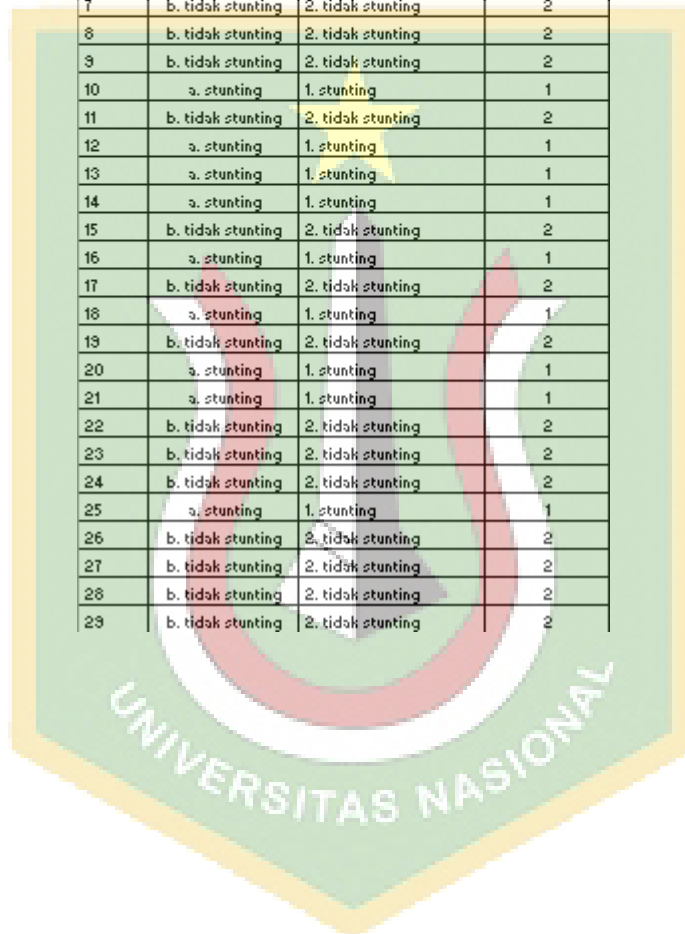 7 b. tidak stunting 2. tidak stunting 2
8 b. tidak stunting 2. tidak stunting 2
9 b. tidak stunting 2. tidak stunting 2
10 a. stunting 1. stunting 1
11 b. tidak stunting 2. tidak stunting 2
12 a. stunting 1. stunting 1
13 a. stunting 1. stunting 1
14 a. stunting 1. stunting 1
15 b. tidak stunting 2. tidak stunting 2
16 a. stunting 1. stunting 1
17 b. tidak stunting 2. tidak stunting 2
18 a. stunting 1. stunting 1
19 b. tidak stunting 2. tidak stunting 2
20 a. stunting 1. stunting 1
21 a. stunting 1. stunting 1
22 b. tidak stunting 2. tidak stunting 2
23 b. tidak stunting 2. tidak stunting 2
24 b. tidak stunting 2. tidak stunting 2
25 a. stunting 1. stunting 1
26 b. tidak stunting 2. tidak stunting 2
27 b. tidak stunting 2. tidak stunting 2
28 b. tidak stunting 2. tidak stunting 2
29 b. tidak stunting 2. tidak stunting 2
UNIVERSITAS NASIONAL